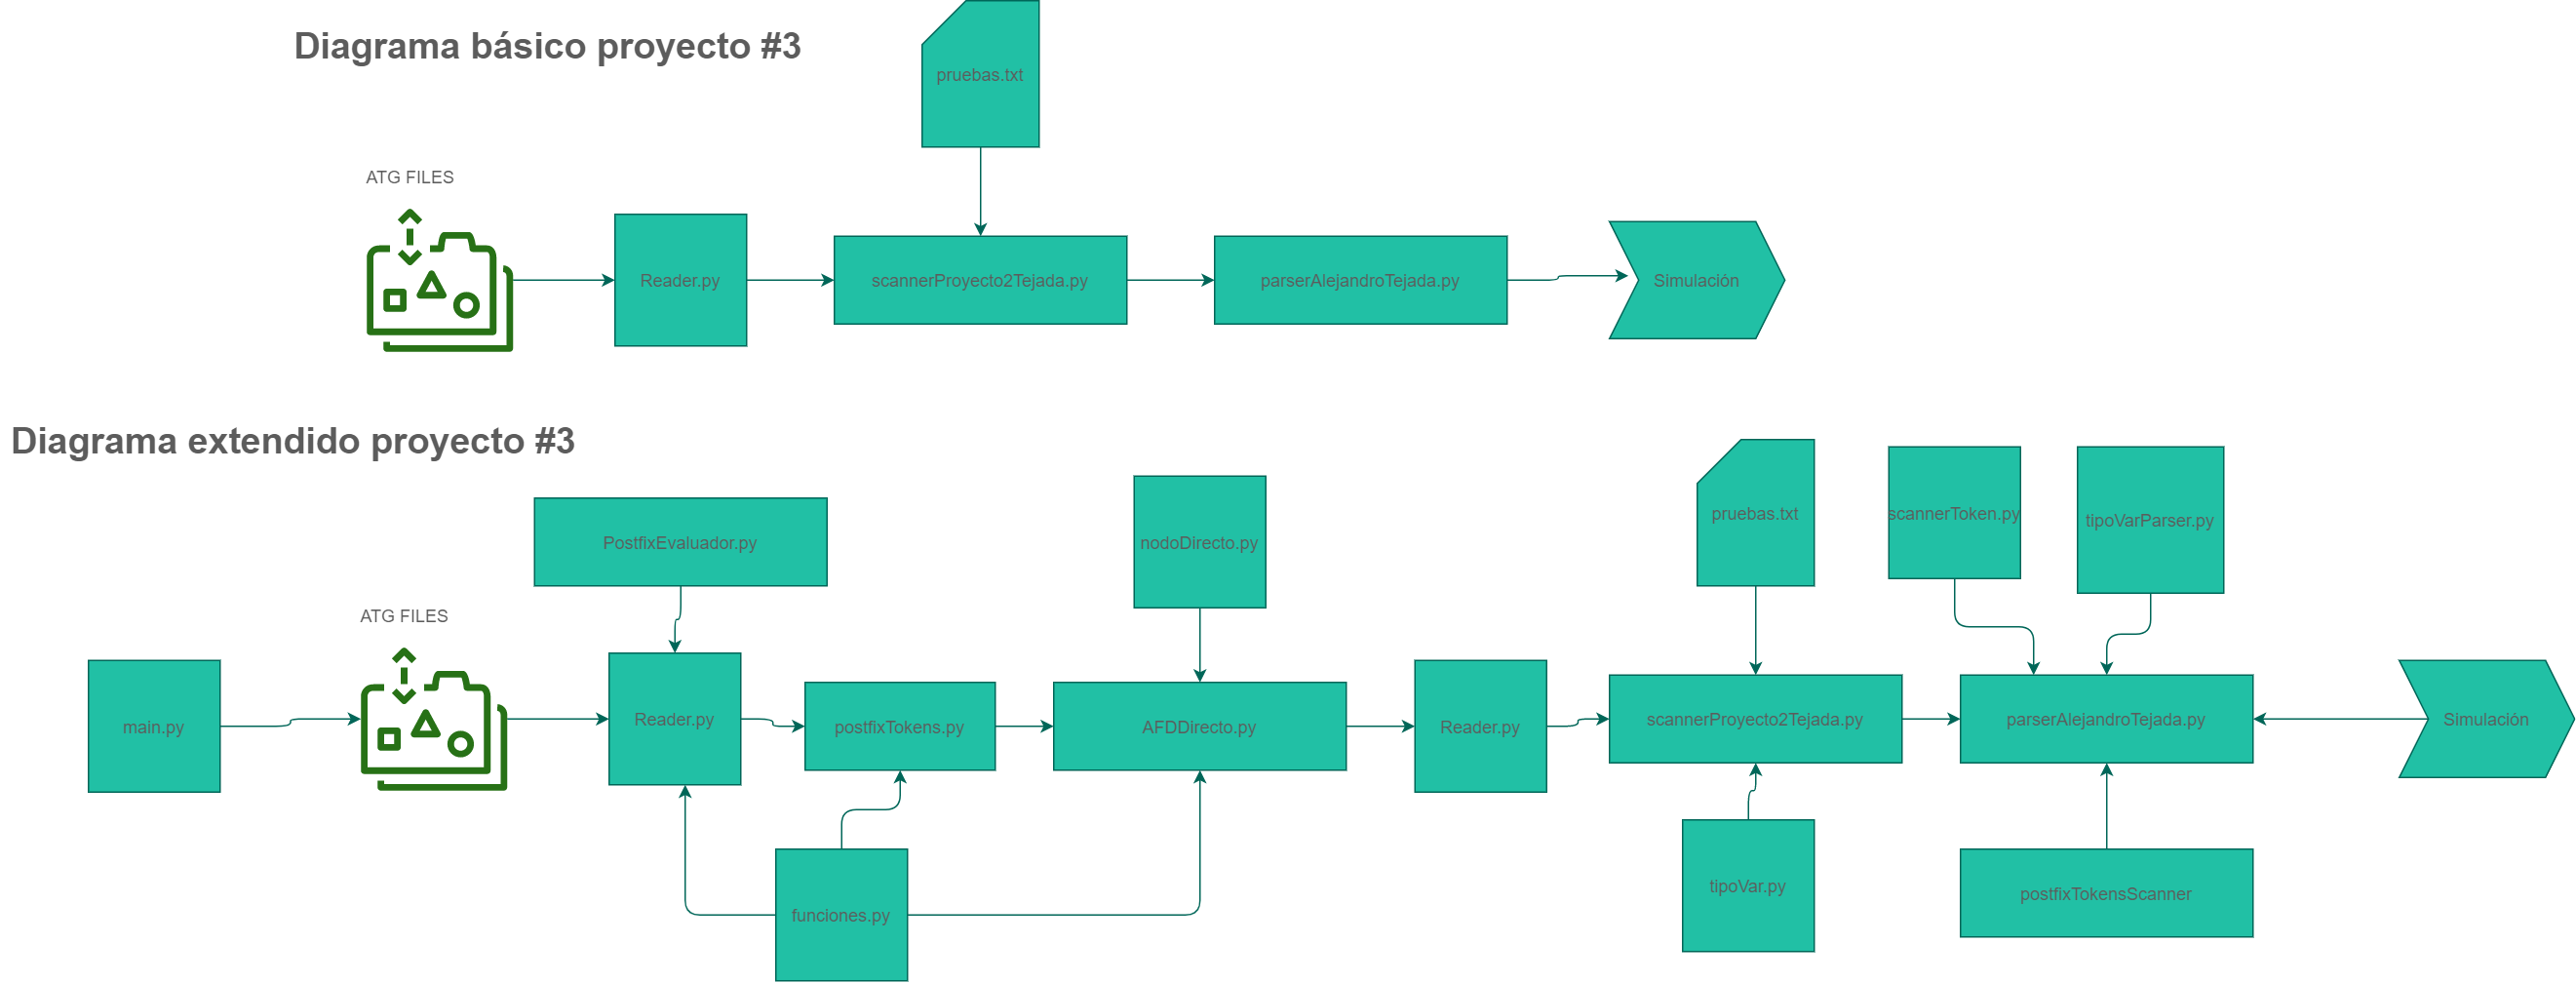 Diagrama básico proyecto #3
pruebas.txt
ATG FILES
Reader.py
scannerProyecto2Tejada.py
parserAlejandroTejada.py
Simulación
Diagrama extendido proyecto #3
PostfixEvaluador.py
nodoDirecto.py
pruebas.txt
scannerToken.py
tipoVarParser.py
ATG FILES
main.py
Reader.py
postfixTokens.py
AFDDirecto.py
Reader.py
scannerProyecto2Tejada.py
parserAlejandroTejada.py
Simulación
funciones.py
tipoVar.py
postfixTokensScanner